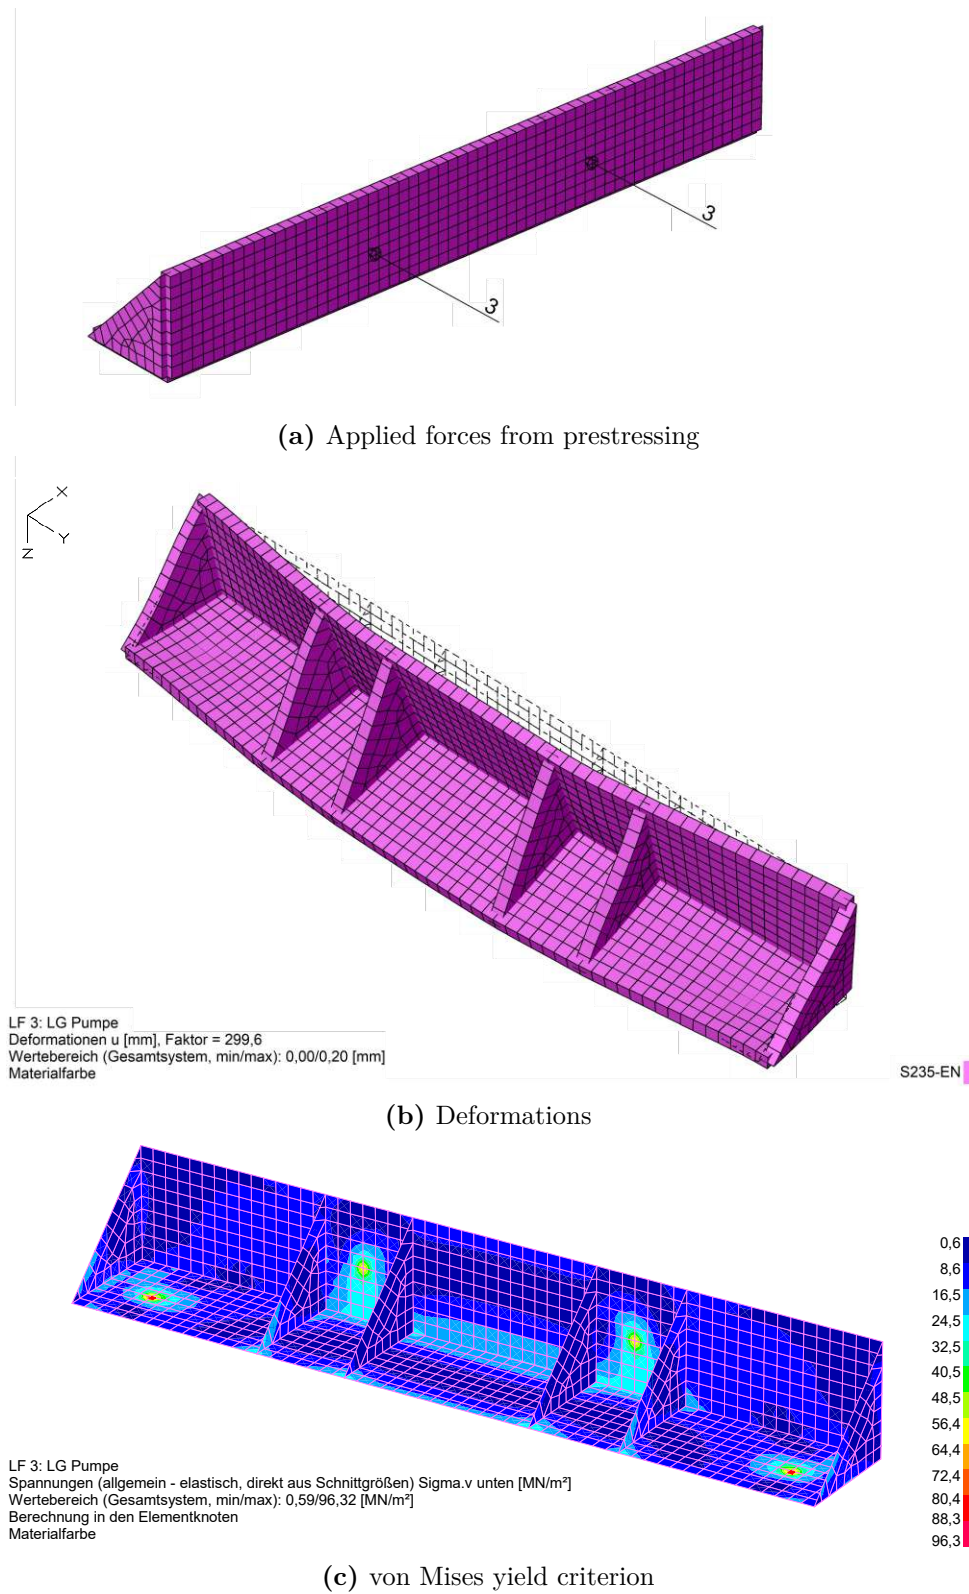 3
3
(a) Applied forces from prestressing
X
Y
Z
LF 3: LG Pumpe
Deformationen u [mm], Faktor = 299,6
Wertebereich (Gesamtsystem, min/max): 0,00/0,20 [mm]
Materialfarbe
S235-EN
(b) Deformations
0,6
8,6
16,5
24,5
32,5
40,5
48,5
56,4
64,4
72,4
80,4
88,3
96,3
LF 3: LG Pumpe
Spannungen (allgemein - elastisch, direkt aus Schnittgrößen) Sigma.v unten [MN/m²]
Wertebereich (Gesamtsystem, min/max): 0,59/96,32 [MN/m²]
Berechnung in den Elementknoten
Materialfarbe
(c) von Mises yield criterion